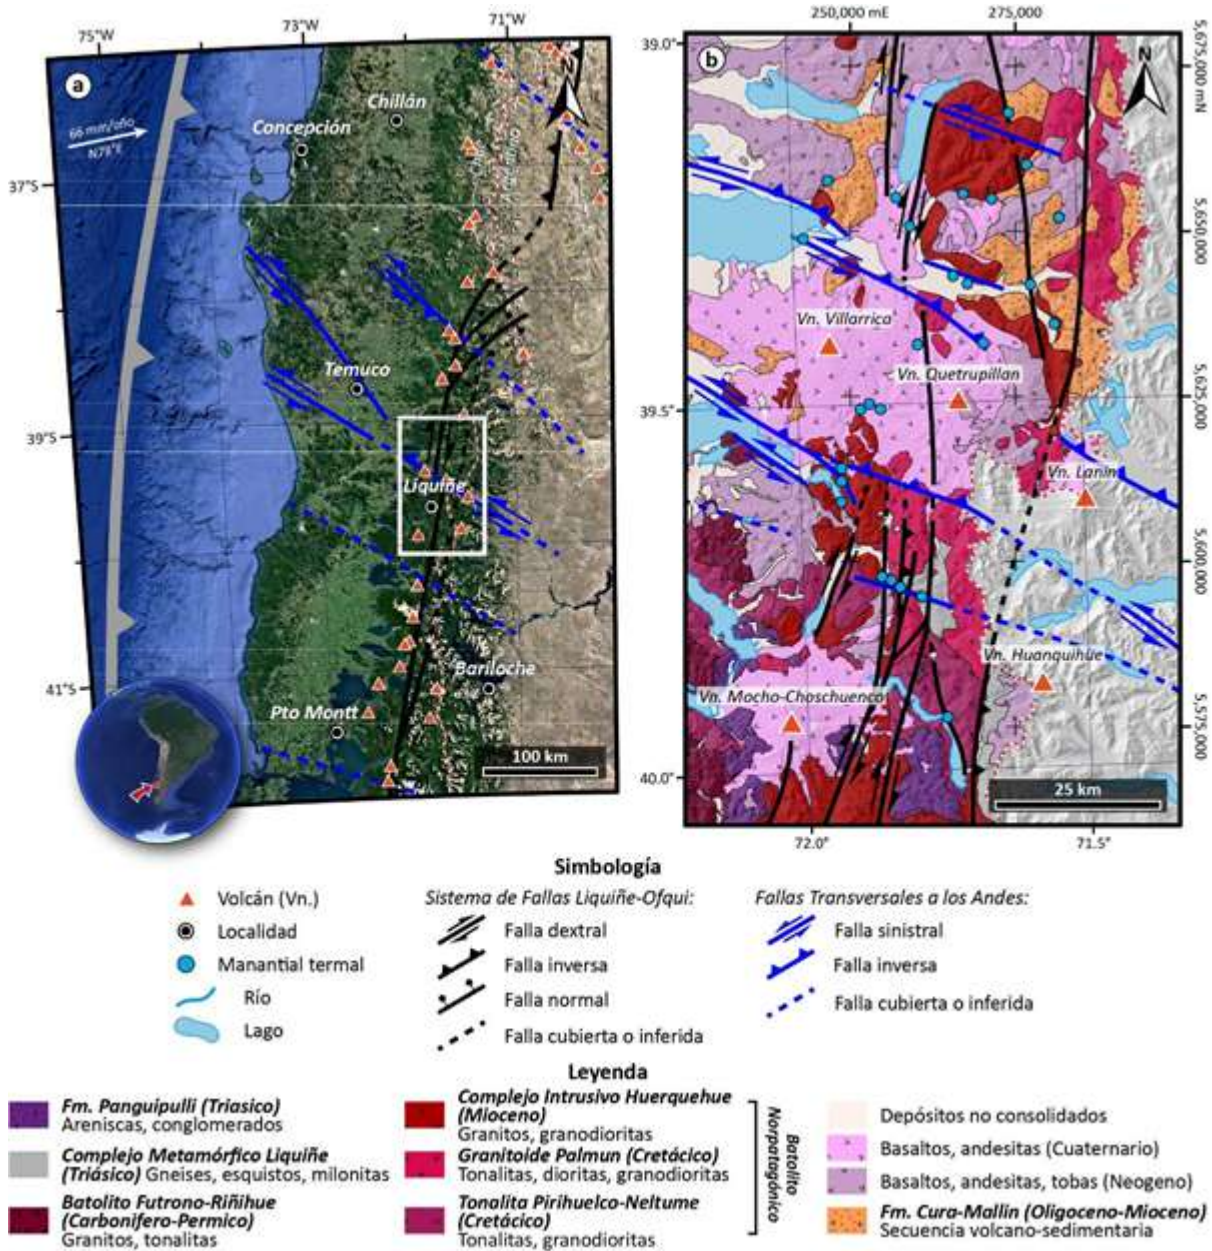 75°W
73°W
71°W
a
66 mm/año
N78°E
Chillán
Concepción
37°S
Temuco
39°S
Liquiñe
Bariloche
41°S
Pto Montt
100 km
250,000 mE
275,000
39.0°
b
N
5,675,000 mN
5,650,000
Vn. Villarrica
Vn. Quetrupillan
5,625,000
39.5°
Vn. Lanin
5,600,000
Vn. Huanquihue
Vn. Mocho-Choschuenco
5,575,000
40.0°
25 km
72.0°
71.5°
Simbología
Volcán (Vn.)
Localidad
Manantial termal
Río
Lago
Sistema de Fallas Liquiñe-Ofqui:
Falla dextral
Falla inversa
Falla normal
Falla cubierta o inferida
Fallas Transversales a los Andes:
Falla sinistral
Falla inversa
Falla cubierta o inferida
Leyenda
Fm. Panguipulli (Triasico)
Areniscas, conglomerados
Complejo Metamórfico Liquiñe
(Triásico) Gneises, esquistos, milonitas
Batolito Futrono-Riñihue
(Carbonifero-Permico)
Granitos, tonalitas
Complejo Intrusivo Huerquehue
(Mioceno)
Granitos, granodioritas
Granitoide Palmun (Cretácico)
Tonalitas, dioritas, granodioritas
Tonalita Pirihuelco-Neltume
(Cretácico)
Tonalitas, granodioritas
Batolito
Norpatagónico
Depósitos no consolidados
Basaltos, andesitas (Cuaternario)
Basaltos, andesitas, tobas (Neogeno)
Fm. Cura-Mallin (Oligoceno-Mioceno)
Secuencia volcano-sedimentaria